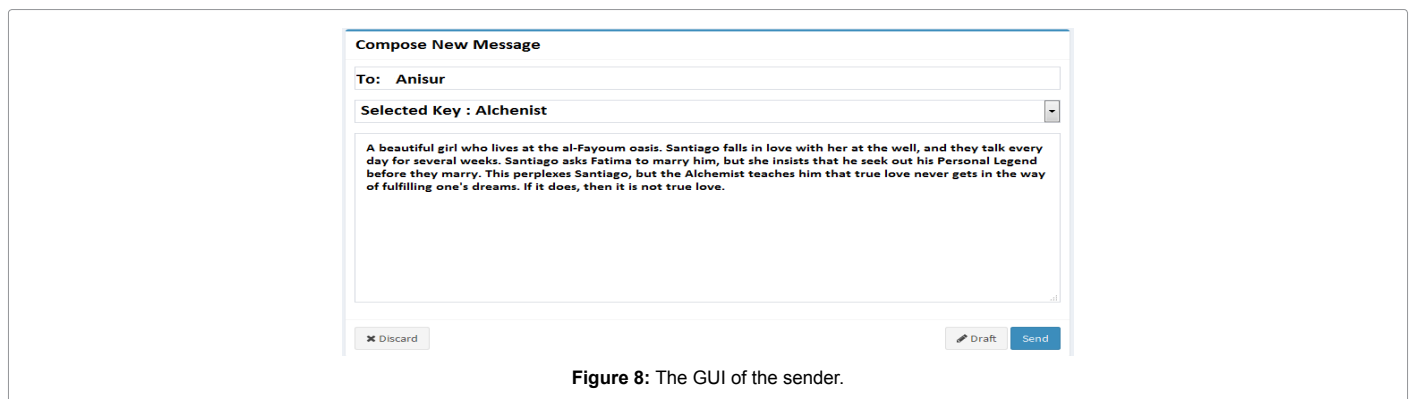 Compose New Message
To: Anisur
Selected Key : Alchenist
A beautiful girl who lives at the al-Fayoum oasis. Santiago falls in love with her at the well, and they talk every
day for several weeks. Santiago asks Fatima to marry him, but she insists that he seek out his Personal Legend
before they marry. This perplexes Santiago, but the Alchemist teaches him that true love never gets in the way
of fulfilling one's dreams. If it does, then it is not true love.
Discard Draft Send
Figure 8: The GUI of the sender.